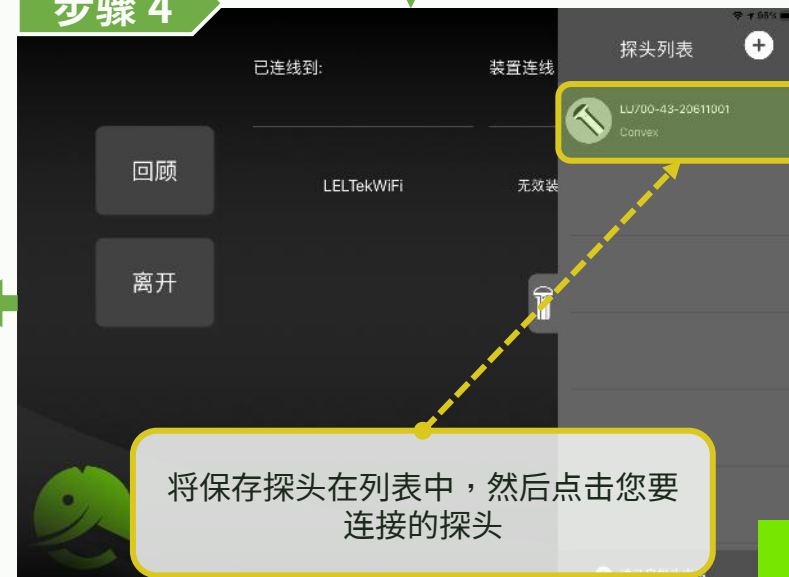 步骤 4
96%
已连线到:
装置连线
探头列表
LU700-43-20611001
Convex
回顾
LELTekWiFi
无效装
离开
将保存探头在列表中，然后点击您要
连接的探头